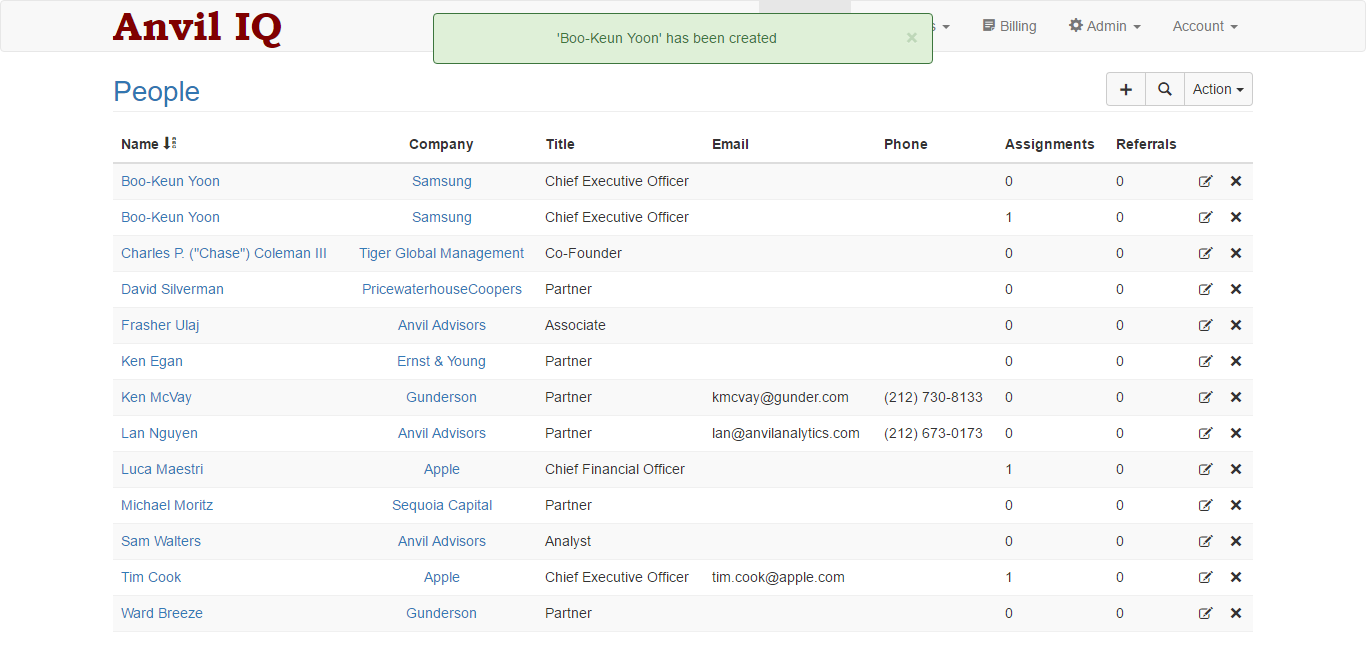 Anvil IQ
'Boo-Keun Yoon' has been created ×
Billing Admin Account
People
+ Action
Name Company Title Email Phone Assignments Referrals
Boo-Keun Yoon Samsung Chief Executive Officer 0 0
Boo-Keun Yoon Samsung Chief Executive Officer 1 0
Charles P. ("Chase") Coleman III Tiger Global Management Co-Founder 0 0
David Silverman PricewaterhouseCoopers Partner 0 0
Frasher Ulaj Anvil Advisors Associate 0 0
Ken Egan Ernst & Young Partner 0 0
Ken McVay Gunderson Partner kmcvay@gunder.com (212) 730-8133 0 0
Lan Nguyen Anvil Advisors Partner lan@anvilanalytics.com (212) 673-0173 0 0
Luca Maestri Apple Chief Financial Officer 1 0
Michael Moritz Sequoia Capital Partner 0 0
Sam Walters Anvil Advisors Analyst 0 0
Tim Cook Apple Chief Executive Officer tim.cook@apple.com 1 0
Ward Breeze Gunderson Partner 0 0